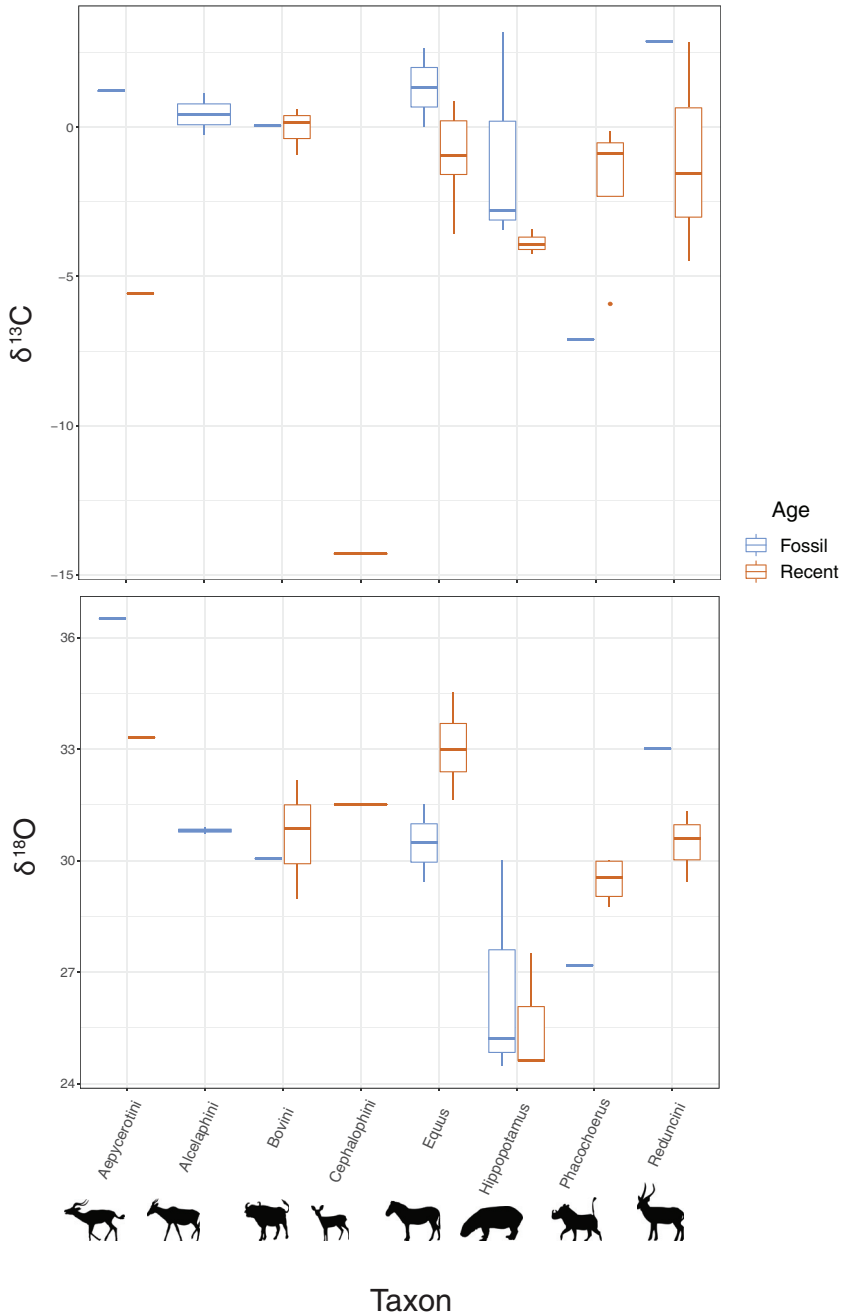 0
−5
−10
−15
δ13C
Age
Fossil
Recent
36
33
30
27
24
δ18O
Aepycerotini
Alcelaphini
Bovini
Cephalophini
Equus
Hippopotamus
Phacochoerus
Reduncini
Taxon